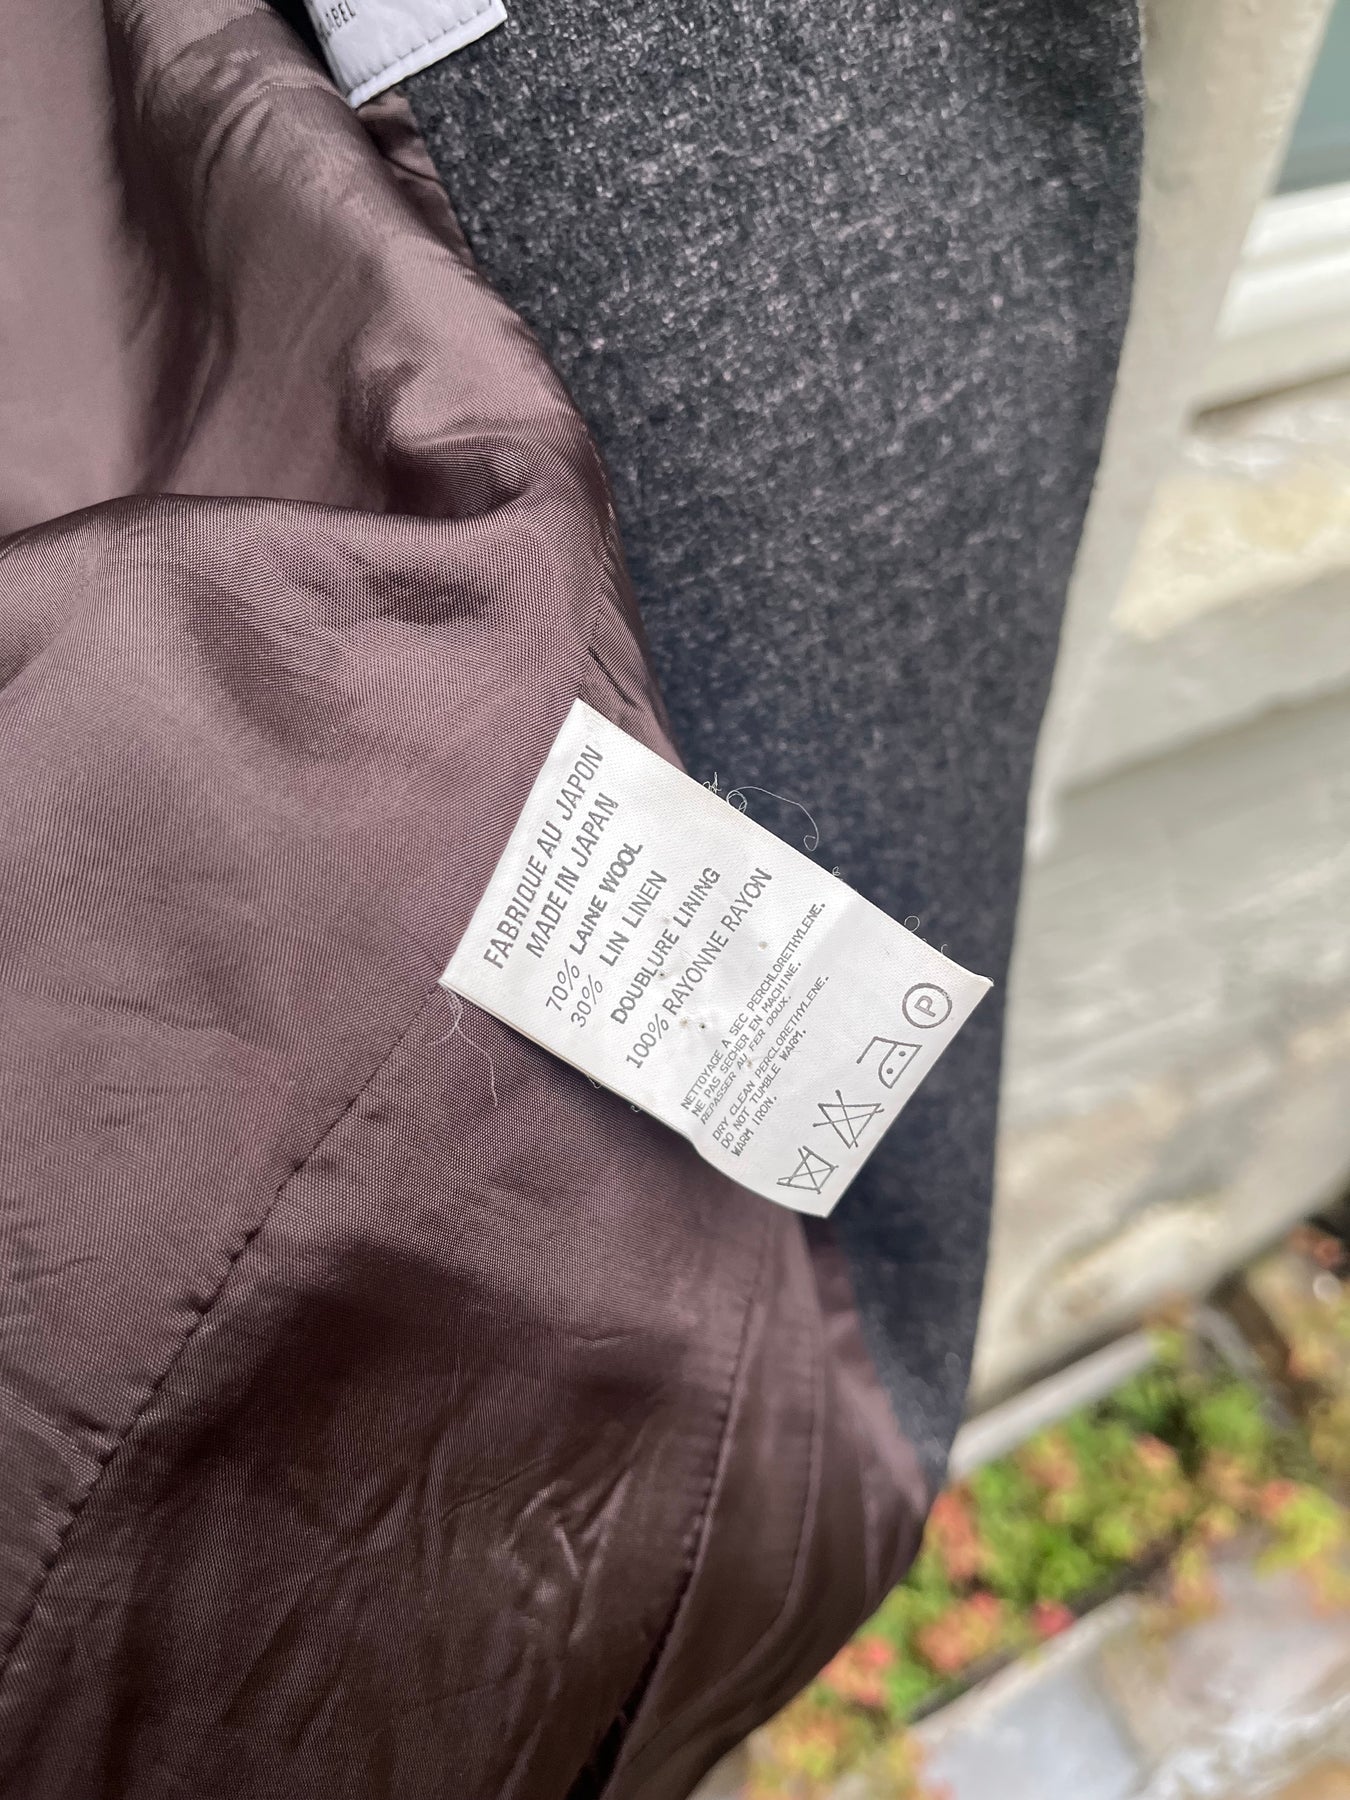 LABEL
FABRIQUE AU JAPON
MADE IN JAPAN
70% LAINE WOOL
30% LIN LINEN
DOUBLURE LINING
100% RAYONNE RAYON
NETTOYAGE A SEC PERCHLORETHYLENE.
NE PAS SECHER EN MACHINE.
REPASSER AU FER DOUX.
DRY CLEAN PERCLORETHYLENE.
DO NOT TUMBLE WARM.
WARM IRON.
P